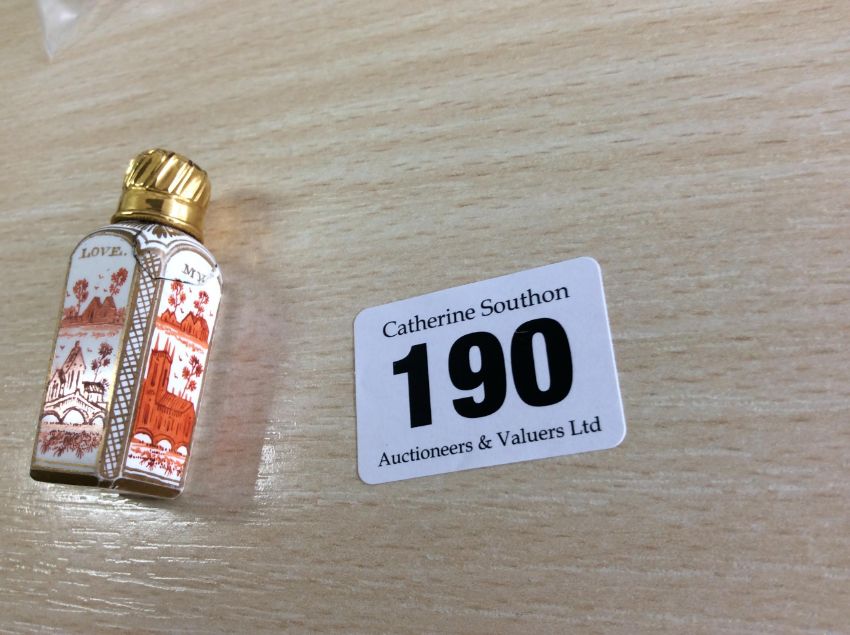 LOVE.
MY
Catherine Southon
190
Auctioneers & Valuers Ltd